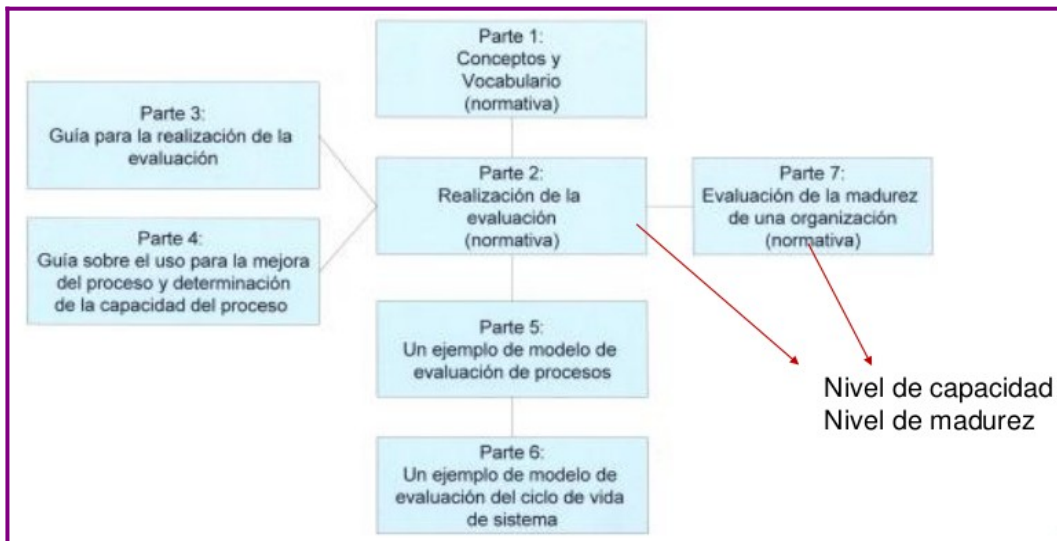 Parte 1:
Conceptos y
Vocabulario
(normativa)
Parte 3:
Guía para la realización de la
evaluación
Parte 2:
Realización de la
evaluación
(normativa)
Parte 7:
Evaluación de la madurez
de una organización
(normativa)
Parte 4:
Guía sobre el uso para la mejora
del proceso y determinación
de la capacidad del proceso
Parte 5:
Un ejemplo de modelo de
evaluación de procesos
Nivel de capacidad
Nivel de madurez
Parte 6:
Un ejemplo de modelo de
evaluación del ciclo de vida
de sistema